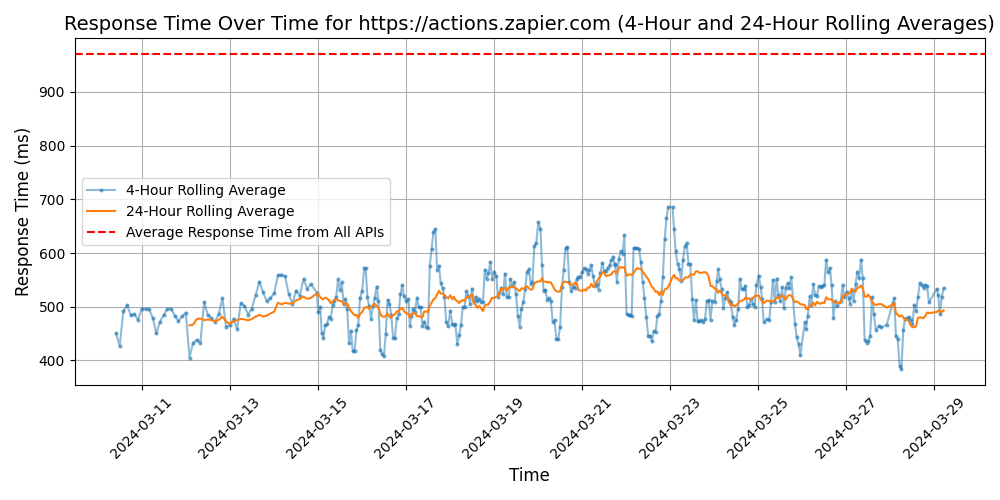 Response Time Over Time for https://actions.zapier.com (4-Hour and 24-Hour Rolling Averages)
Response Time (ms)
900
800
700
600
500
400
4-Hour Rolling Average
24-Hour Rolling Average
Average Response Time from All APIs
2024-03-11
2024-03-13
2024-03-15
2024-03-17
2024-03-19
2024-03-21
2024-03-23
2024-03-25
2024-03-27
2024-03-29
Time